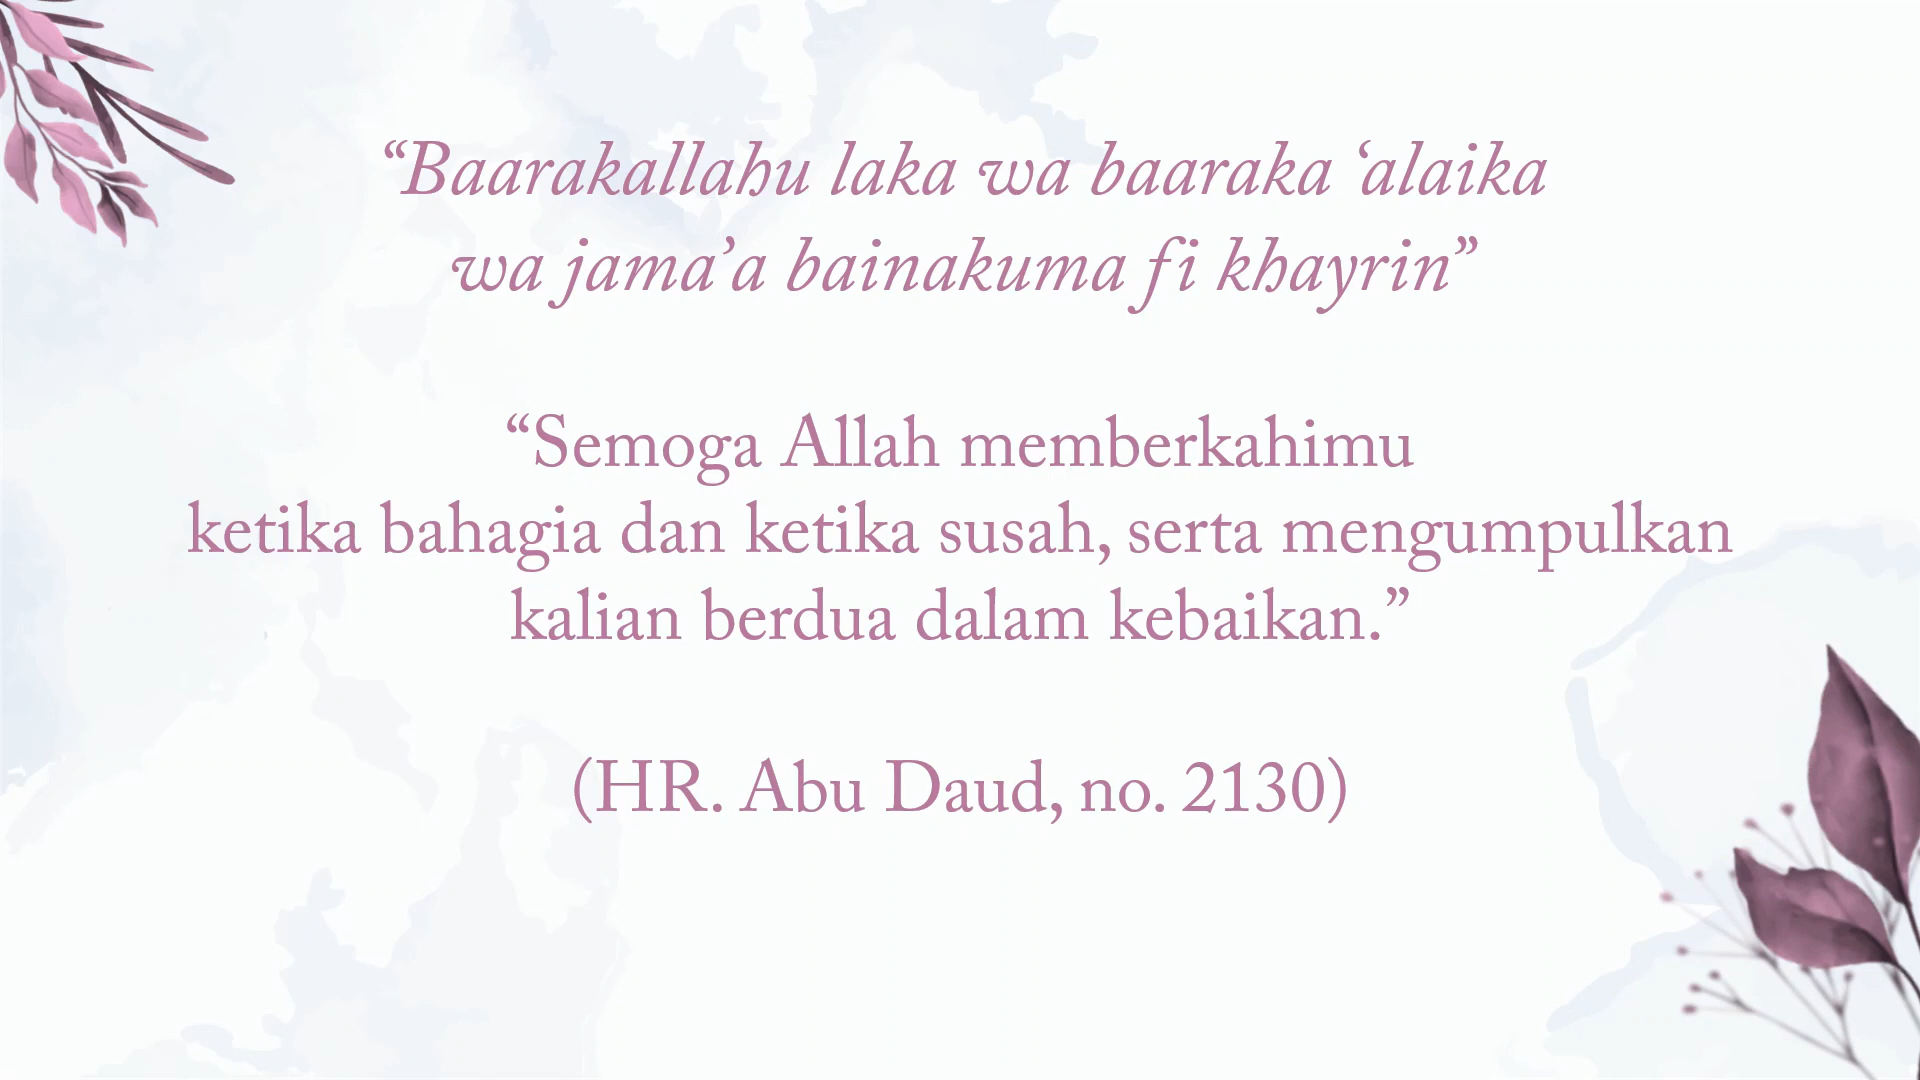 “Baarakallahu laka wa baaraka ‘alaika
wa jama’a bainakuma fi khayrin”
“Semoga Allah memberkahimu
ketika bahagia dan ketika susah, serta mengumpulkan
kalian berdua dalam kebaikan.”
(HR. Abu Daud, no. 2130)